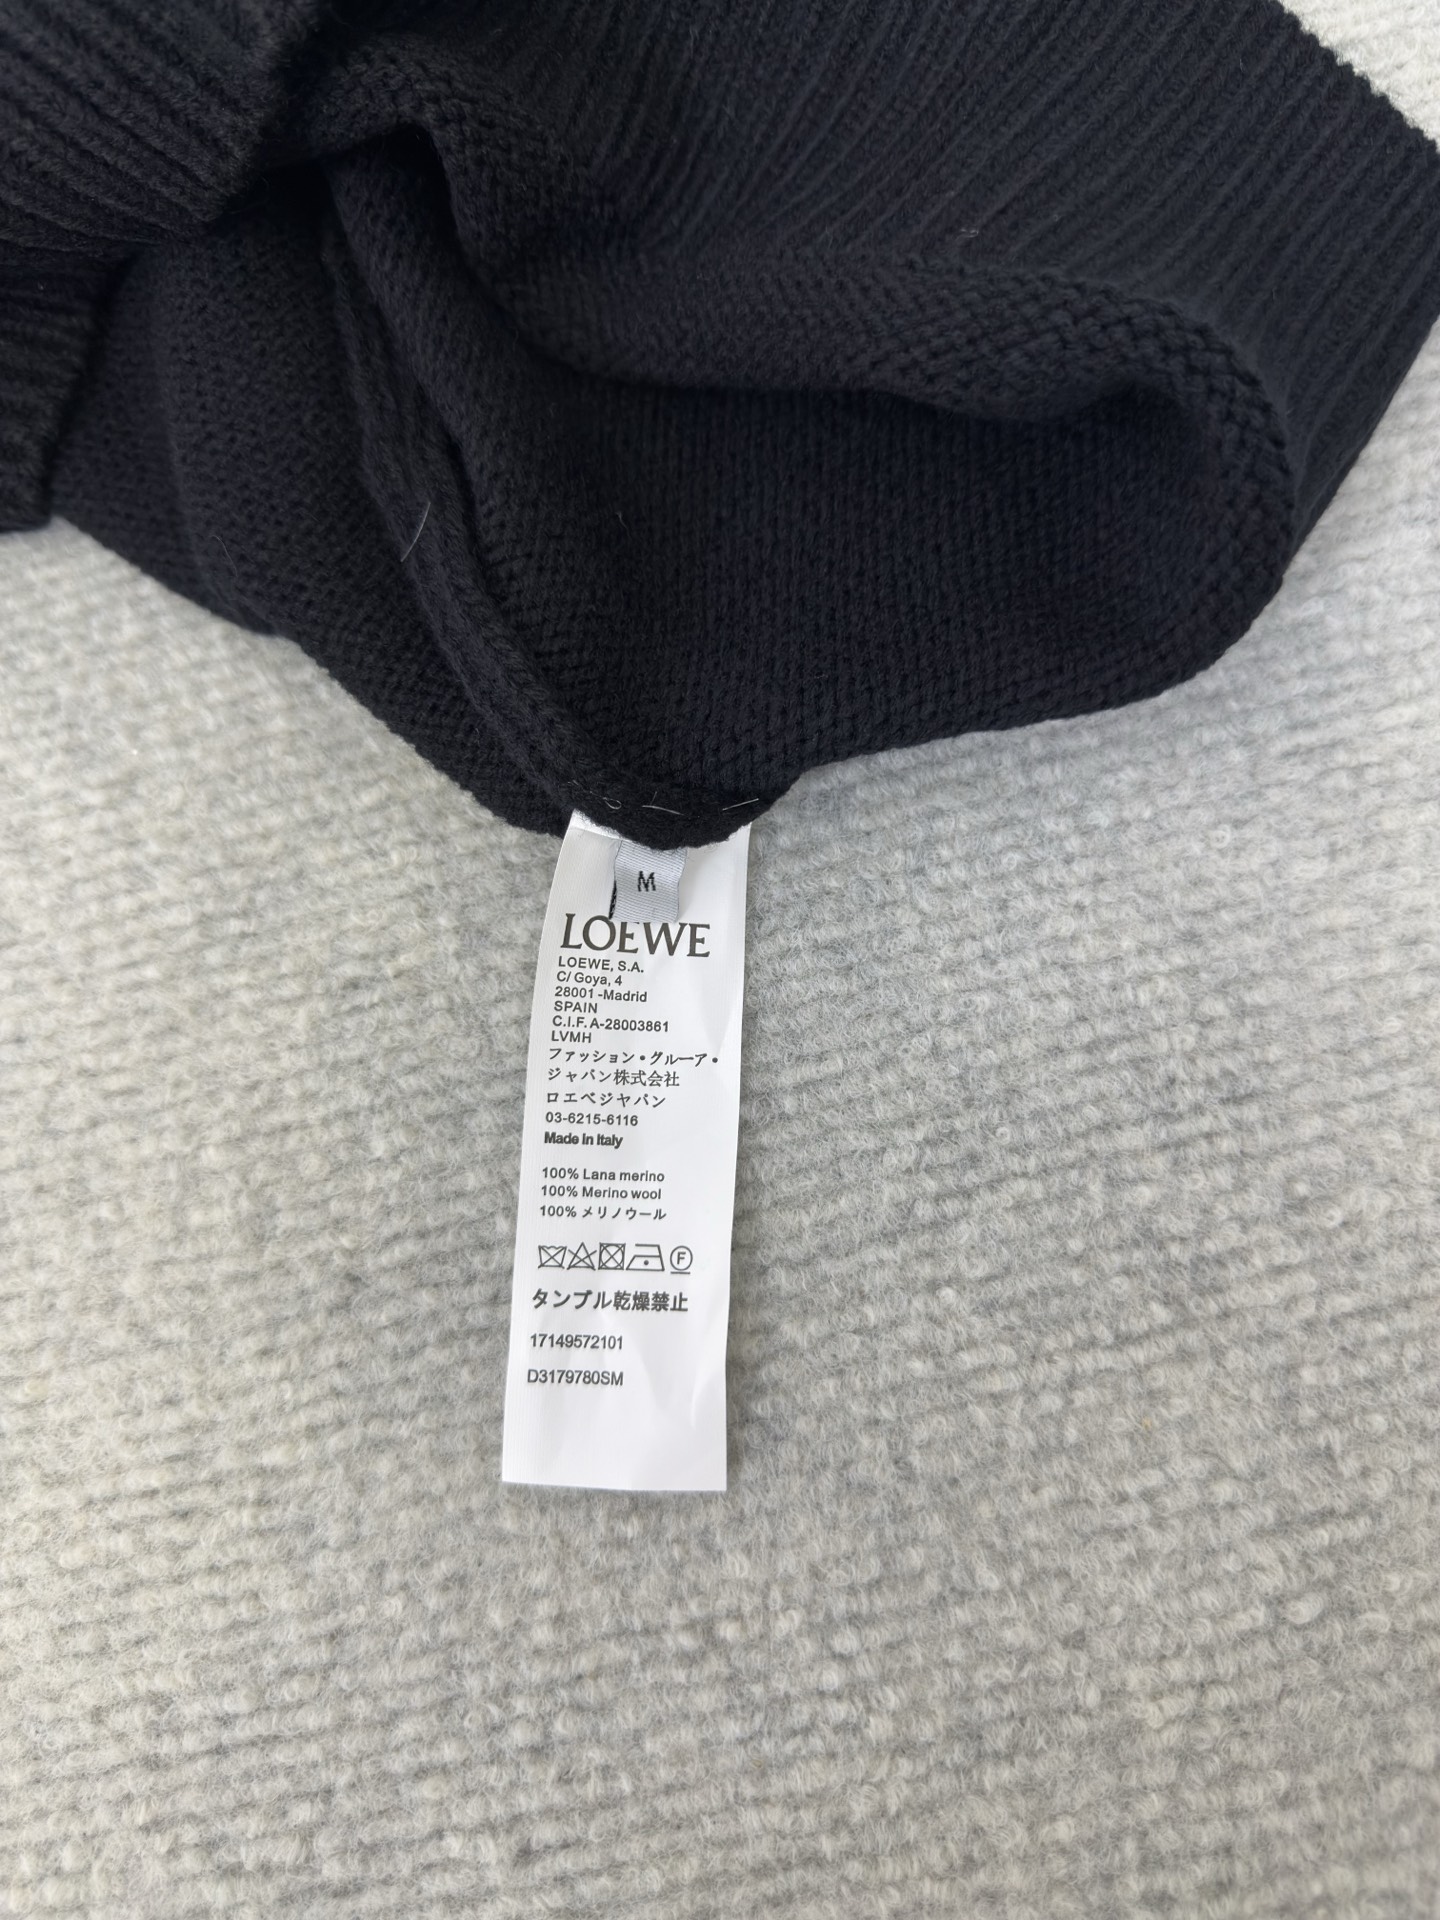 M
LOEWE
LOEWE, S.A.
C/ Goya, 4
28001 -Madrid
SPAIN
C.I.F. A-28003861
LVMH
ファッション・グルーア・
ジャバン株式会社
ロエベジャバン
03-6215-6116
Made in Italy
100% Lana merino
100% Merino wool
100% メリノウール
F
タンブル乾燥禁止
17149572101
D3179780SM